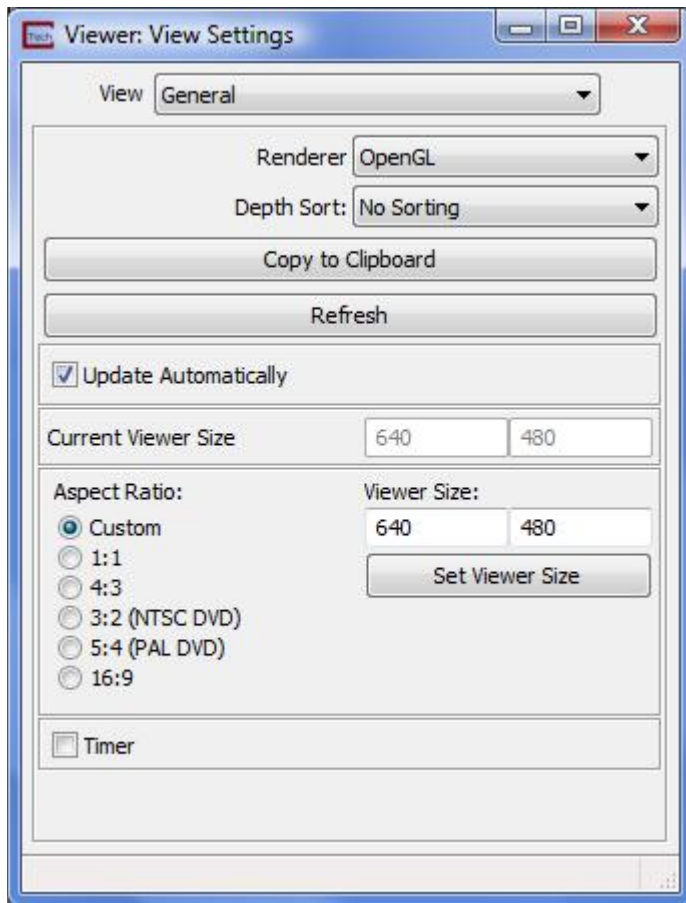 Tech Viewer: View Settings
View General
Renderer OpenGL
Depth Sort: No Sorting
Copy to Clipboard
Refresh
Update Automatically
Current Viewer Size 640 480
Aspect Ratio: Viewer Size:
Custom 640 480
1:1
Set Viewer Size
4:3
3:2 (NTSC DVD)
5:4 (PAL DVD)
16:9
Timer